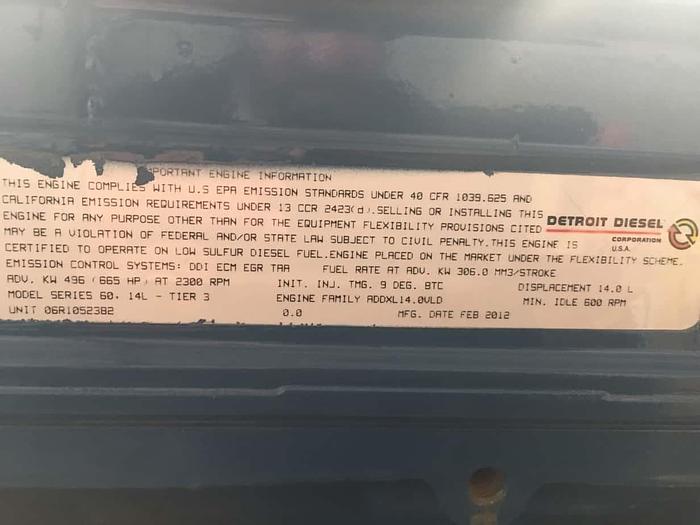 PORTANT ENGINE INFORMATION
THIS ENGINE COMPLIES WITH U.S EPA EMISSION STANDARDS UNDER 40 CFR 1039.625 AND
CALIFORNIA EMISSION REQUIREMENTS UNDER 13 CCR 2423(d).SELLING OR INSTALLING THIS
ENGINE FOR ANY PURPOSE OTHER THAN FOR THE EQUIPMENT FLEXIBILITY PROVISIONS CITED
MAY BE A VIOLATION OF FEDERAL AND/OR STATE LAW SUBJECT TO CIVIL PENALTY.THIS ENGINE IS
CERTIFIED TO OPERATE ON LOW SULFUR DIESEL FUEL.ENGINE PLACED ON THE MARKET UNDER THE FLEXIBILITY SCHEME.
EMISSION CONTROL SYSTEMS: DDI ECM EGR TAA FUEL RATE AT ADV. KW 306.0 MM3/STROKE
ADV. KW 496 (665 HP) AT 2300 RPM INIT. INJ. TMG. 9 DEG. BTC DISPLACEMENT 14.0 L
MODEL SERIES 60, 14L - TIER 3 ENGINE FAMILY ADDXL14.0VLD MIN. IDLE 600 RPM
UNIT 06R1052382 0.0 MFG. DATE FEB 2012
DETROIT DIESEL
CORPORATION
U.S.A.